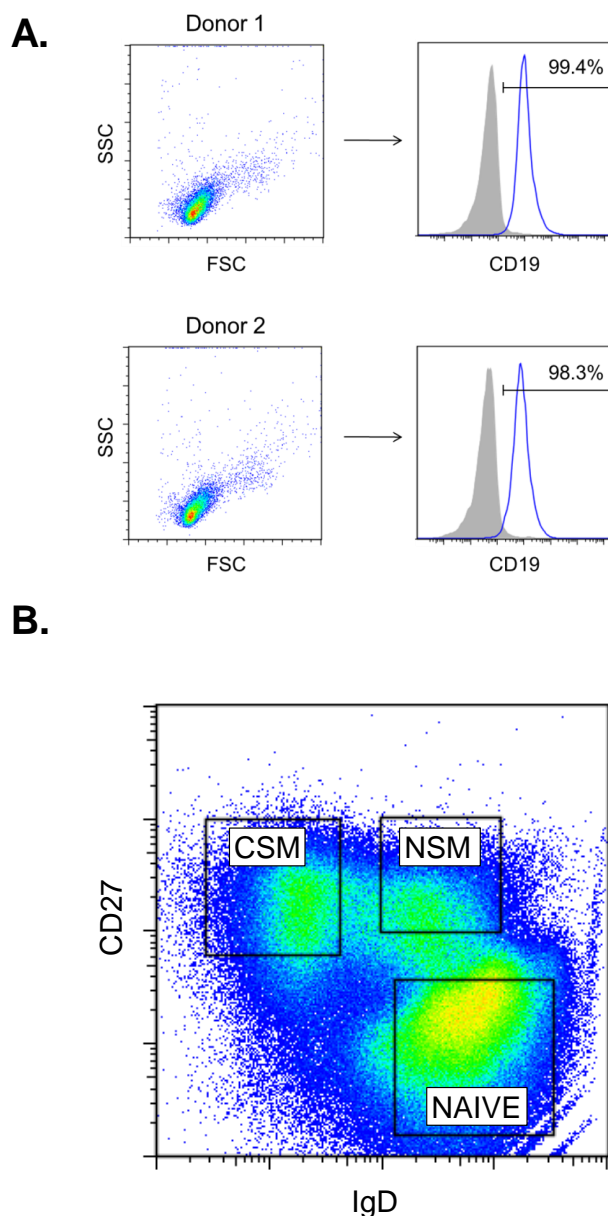 A.
Donor 1
SSC
FSC
99.4%
CD19
Donor 2
SSC
FSC
98.3%
CD19
B.
CSM
NSM
CD27
NAIVE
IgD